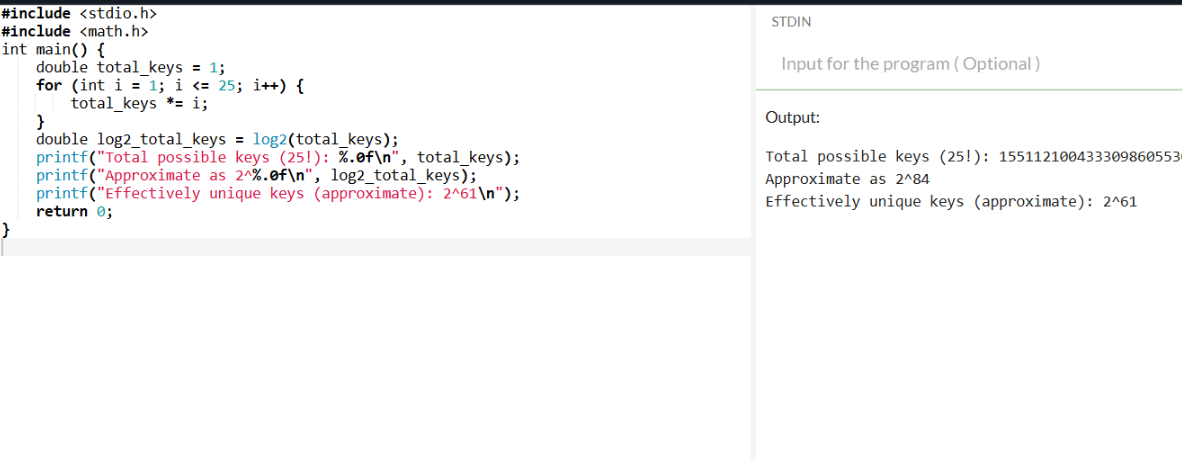 #include <stdio.h>
#include <math.h>
int main() {
    double total_keys = 1;
    for (int i = 1; i <= 25; i++) {
        total_keys *= i;
    }
    double log2_total_keys = log2(total_keys);
    printf("Total possible keys (25!): %.0f\n", total_keys);
    printf("Approximate as 2^%.0f\n", log2_total_keys);
    printf("Effectively unique keys (approximate): 2^61\n");
    return 0;
}
STDIN
Input for the program ( Optional )
Output:
Total possible keys (25!): 1551121004333098605530
Approximate as 2^84
Effectively unique keys (approximate): 2^61